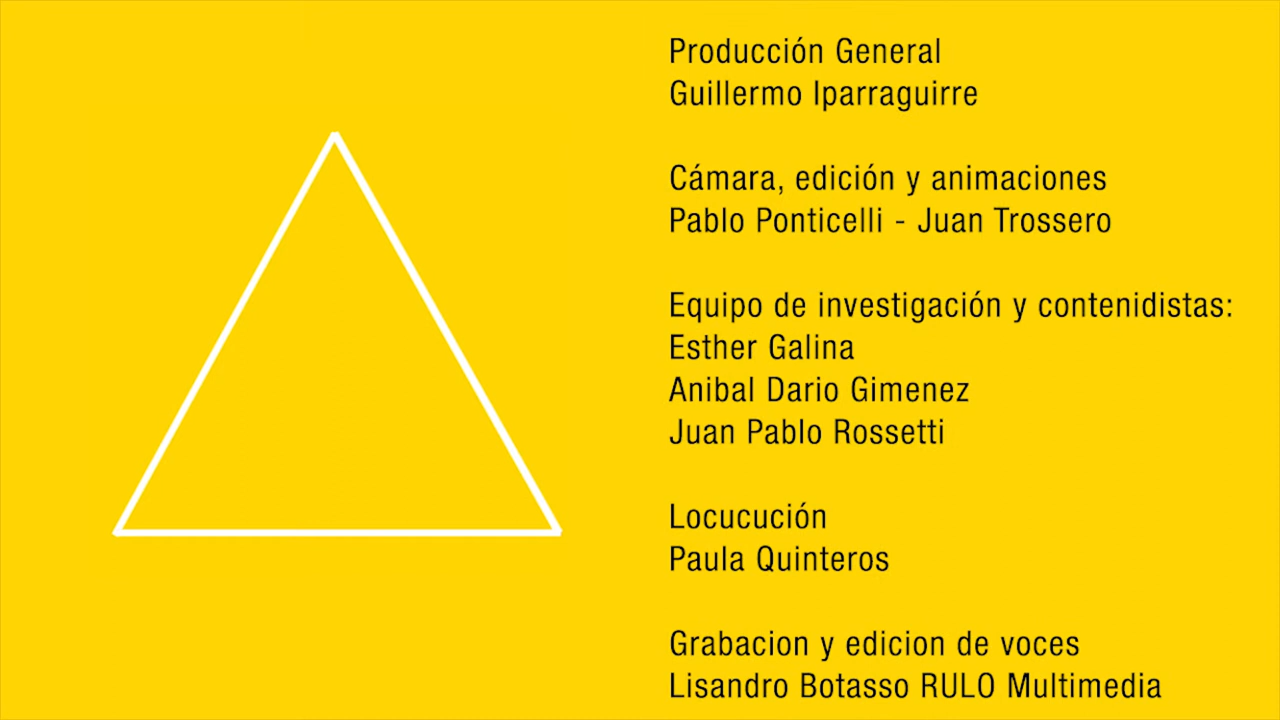 Producción General
Guillermo Iparraguirre
Cámara, edición y animaciones
Pablo Ponticelli - Juan Trossero
Equipo de investigación y contenidistas:
Esther Galina
Anibal Dario Gimenez
Juan Pablo Rossetti
Locucución
Paula Quinteros
Grabacion y edicion de voces
Lisandro Botasso RULO Multimedia